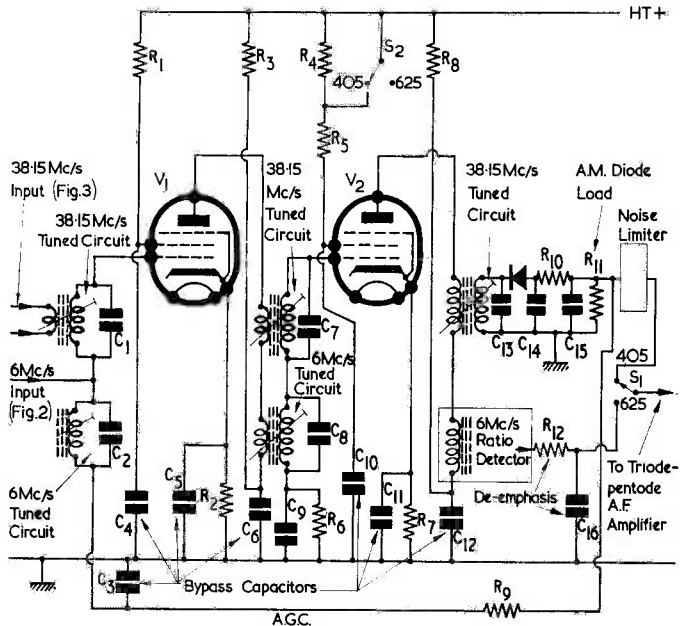 HT+
R1
R3
R4
S2
405
625
R8
R5
38·15Mc/s
Input (Fig.3)
V1
38·15Mc/s
Tuned Circuit
38·15
Mc/s
Tuned
Circuit
V2
38·15Mc/s
Tuned
Circuit
A.M. Diode
Load
Noise
Limiter
R10
R11
C1
C7
C13
C14
C15
6Mc/s
Input
(Fig.2)
6Mc/s
Tuned
Circuit
405
S1
625
C2
C8
6Mc/s
Ratio
Detector
R12
6Mc/s
Tuned
Circuit
C5
C10
C11
De-emphasis
To Triode-
pentode
A.F.
Amplifier
C4
R2
C6
C9
R6
R7
C12
C16
C3
Bypass Capacitors
R9
A.G.C.